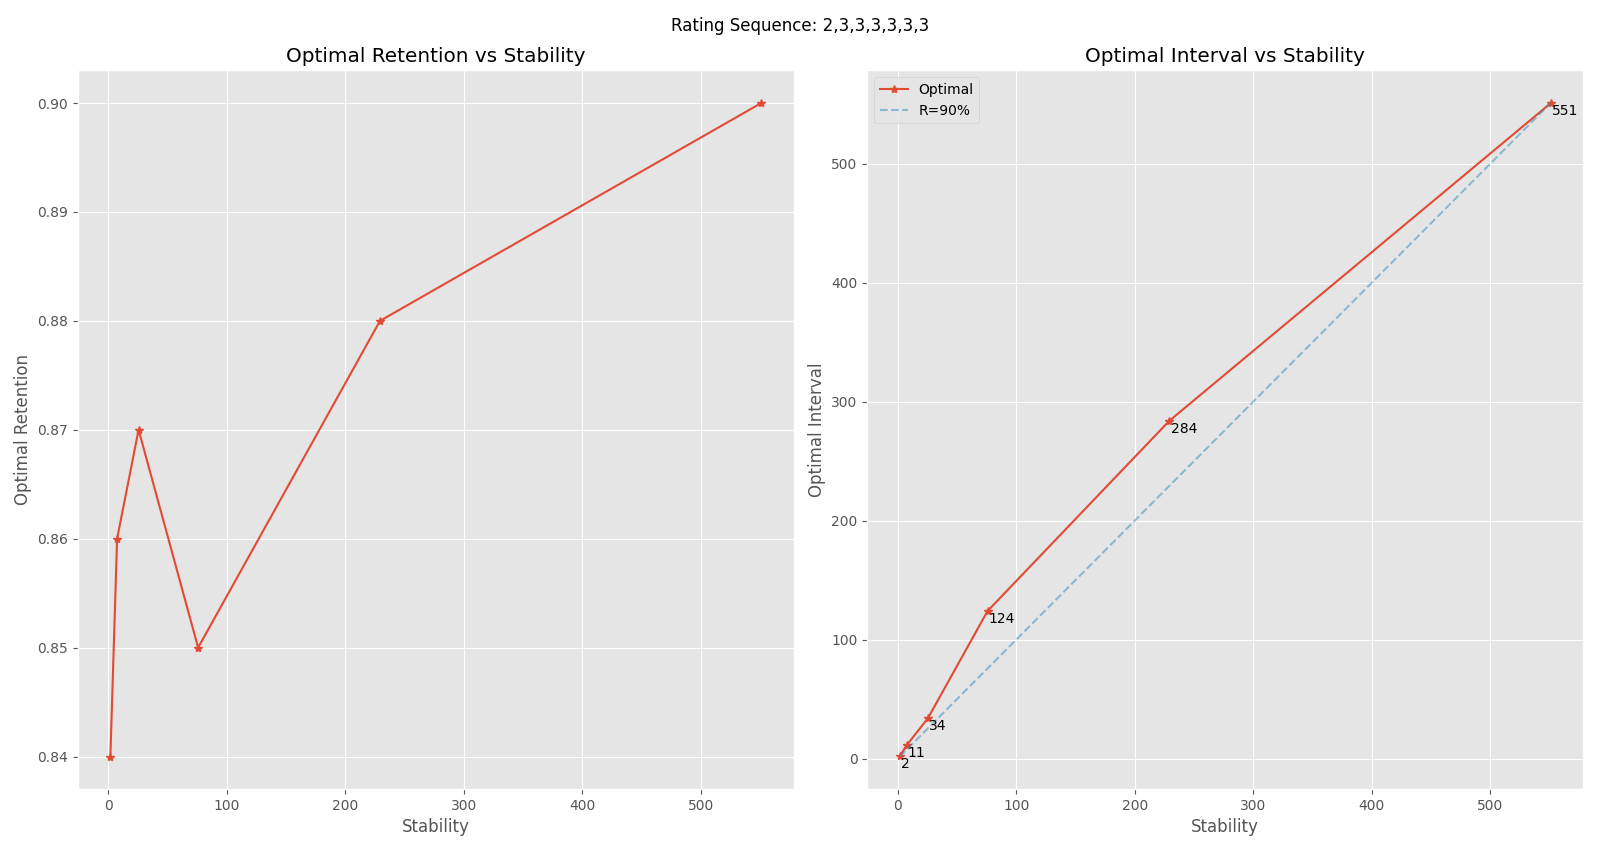 Rating Sequence: 2,3,3,3,3,3,3,3
Optimal Retention vs Stability
0.90
0.89
0.88
0.87
0.86
0.85
0.84
Optimal Retention
0 100 200 300 400 500
Stability
Optimal Interval vs Stability
Optimal
R=90%
500
400
300
200
100
0
Optimal Interval
551
284
124
34
11
2
0 100 200 300 400 500
Stability